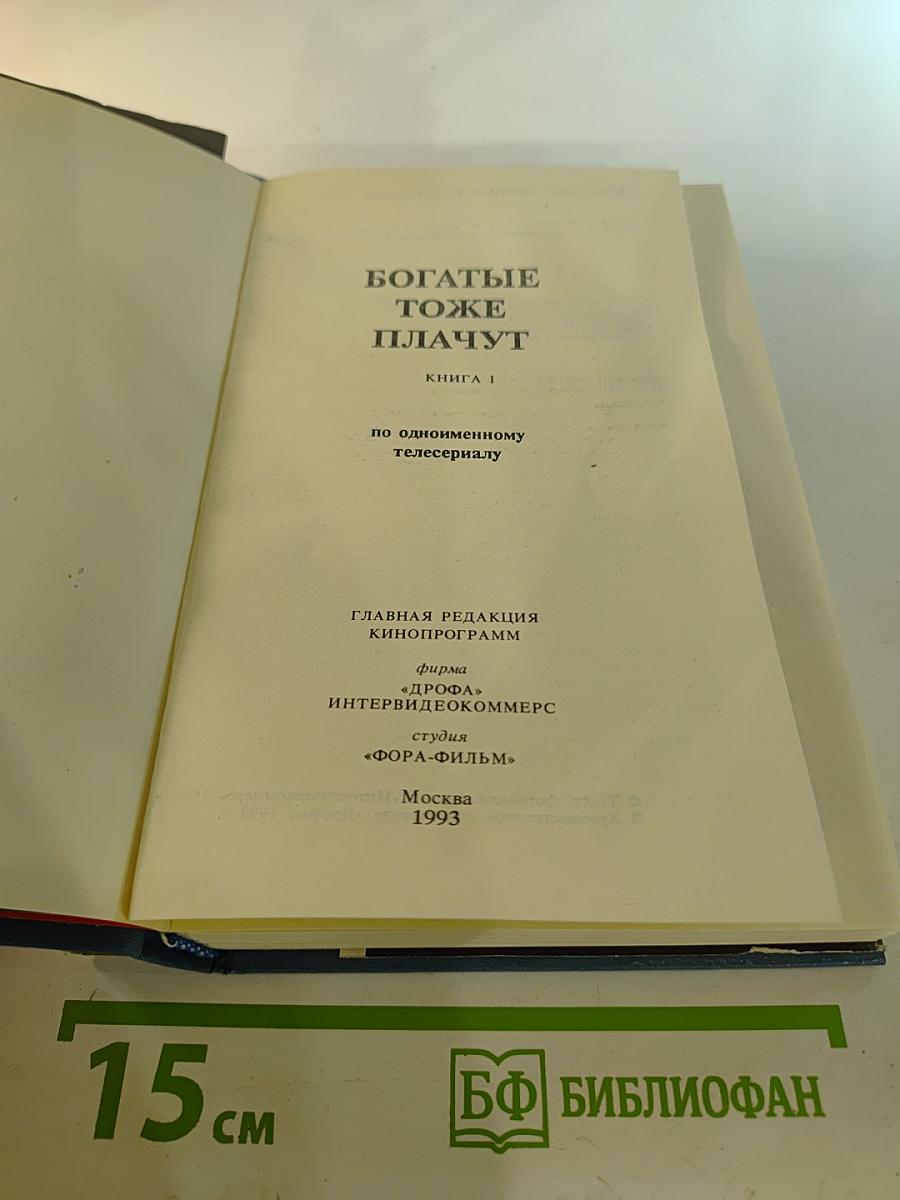 БОГАТЫЕ
ТОЖЕ
ПЛАЧУТ
КНИГА 1
по одноименному
телесериалу
ГЛАВНАЯ РЕДАКЦИЯ
КИНОПРОГРАММ
фирма
«ДРОФА»
ИНТЕРВИДЕОКОММЕРС
студия
«ФОРА-ФИЛЬМ»
Москва
1993
15 см
БФ БИБЛИОФАН